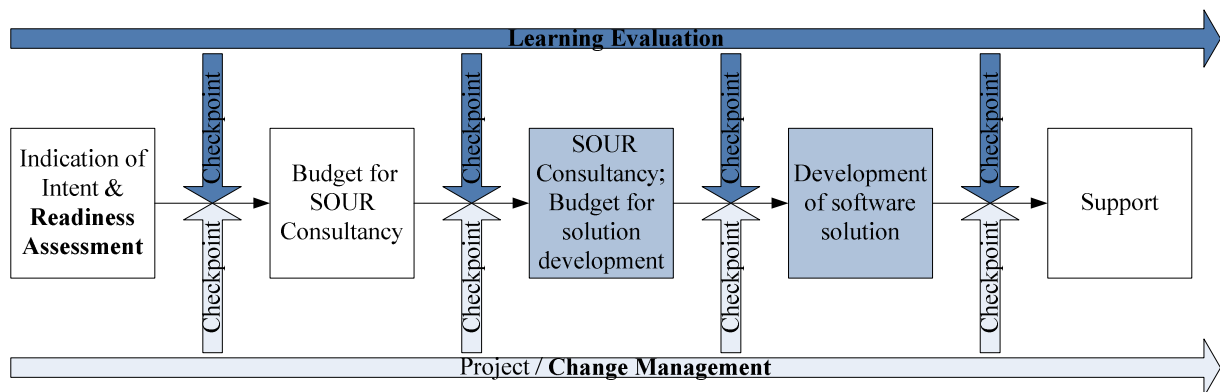 Learning Evaluation
Checkpoint
Checkpoint
Checkpoint
Checkpoint
Indication of
Intent &
Readiness
Assessment
Budget for
SOUR
Consultancy
SOUR
Consultancy;
Budget for
solution
development
Development
of software
solution
Support
Checkpoint
Checkpoint
Checkpoint
Checkpoint
Project / Change Management